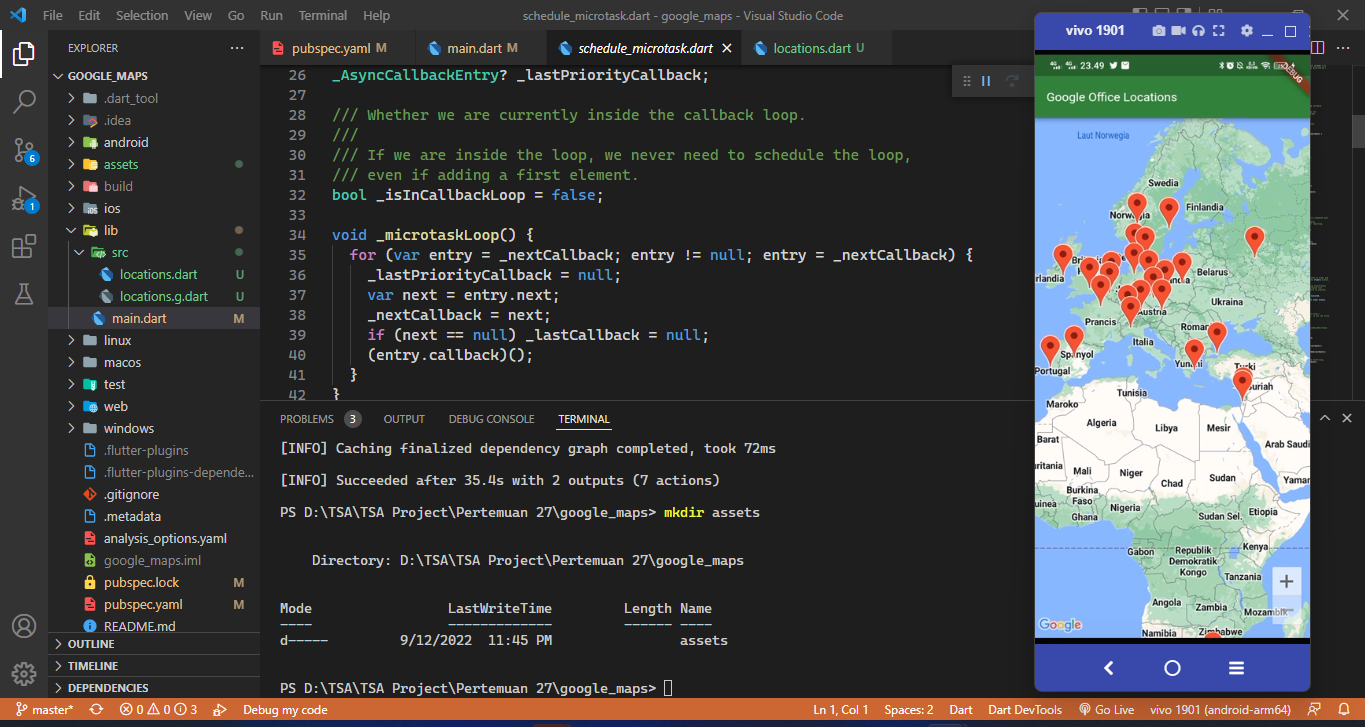 File Edit Selection View Go Run Terminal Help
schedule_microtask.dart - google_maps - Visual Studio Code
EXPLORER
GOOGLE_MAPS
.dart_tool
.idea
android
assets
build
ios
lib
src
locations.dart U
locations.g.dart U
main.dart M
linux
macos
test
web
windows
.flutter-plugins
.flutter-plugins-depende...
.gitignore
.metadata
analysis_options.yaml
google_maps.iml
pubspec.lock M
pubspec.yaml M
README.md
OUTLINE
TIMELINE
DEPENDENCIES
6
1
pubspec.yaml M
main.dart M
schedule_microtask.dart
locations.dart U
26 _AsyncCallbackEntry? _lastPriorityCallback;
27
28 /// Whether we are currently inside the callback loop.
29 ///
30 /// If we are inside the loop, we never need to schedule the loop,
31 /// even if adding a first element.
32 bool _isInCallbackLoop = false;
33
34 void _microtaskLoop() {
35 for (var entry = _nextCallback; entry != null; entry = _nextCallback) {
36 _lastPriorityCallback = null;
37 var next = entry.next;
38 _nextCallback = next;
39 if (next == null) _lastCallback = null;
40 (entry.callback)();
41 }
42 }
PROBLEMS 3 OUTPUT DEBUG CONSOLE TERMINAL
[INFO] Caching finalized dependency graph completed, took 72ms
[INFO] Succeeded after 35.4s with 2 outputs (7 actions)
PS D:\TSA\TSA Project\Pertemuan 27\google_maps> mkdir assets
Directory: D:\TSA\TSA Project\Pertemuan 27\google_maps
Mode LastWriteTime Length Name
---- ------------- ------ ----
d----- 9/12/2022 11:45 PM assets
PS D:\TSA\TSA Project\Pertemuan 27\google_maps>
vivo 1901
23.49
DEBUG
Google Office Locations
Laut Norwegia
Swedia
Finlandia
Belarus
Ukraina
Austria
Prancis
Italia
Spanyol
Portugal
Tunisia
Maroko
Algeria
Libya
Mesir
Arab Saudi
Barat
Mali
Niger
Chad
Sudan
Yaman
Burkina
Faso
Nigeria
Ghana
Sudan Sel.
Etiopia
Gabon
Republik
Demokratik
Kongo
Kenya
Tanzania
Angola
Zambia
Namibia
Google
master*
0 0 3
Debug my code
Ln 1, Col 1
Spaces: 2
Dart
Dart DevTools
Go Live
vivo 1901 (android-arm64)